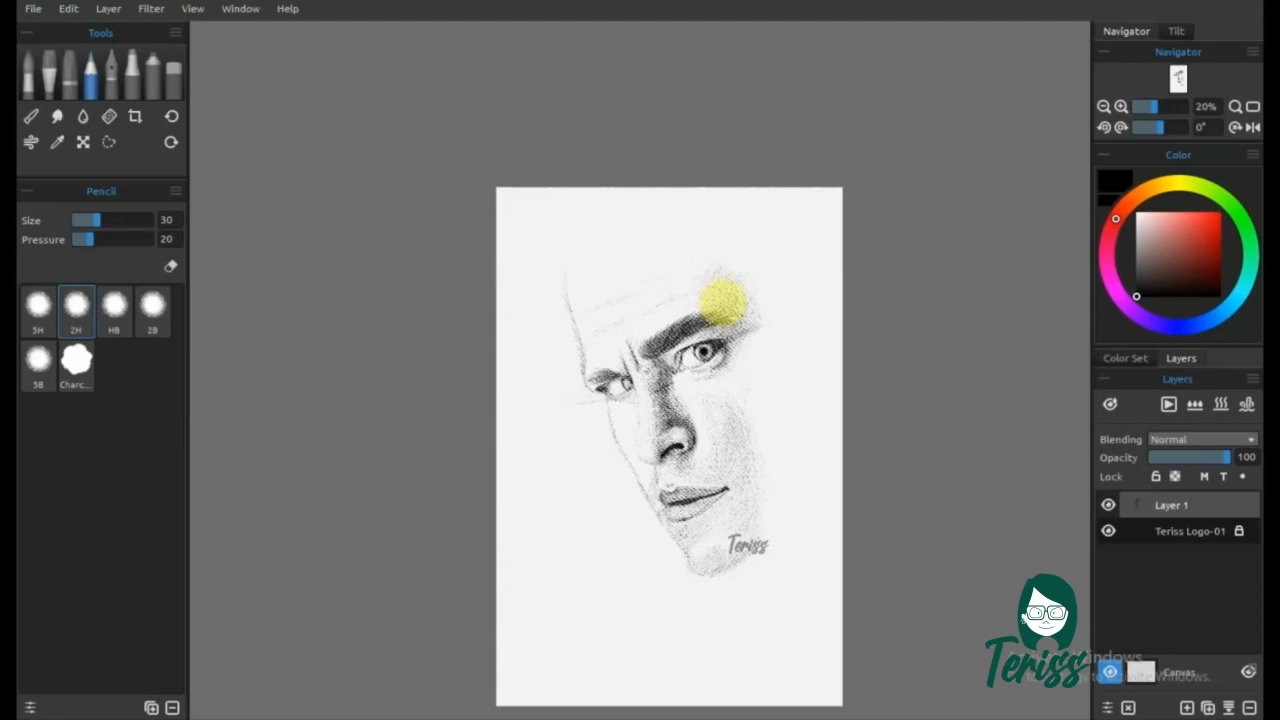 File Edit Layer Filter View Window Help
Tools
Navigator Tilt
Navigator
20%
0°
Pencil
Size 30
Pressure 20
5H 2H HB 2B
5B Charc...
Color
Color Set Layers
Layers
Blending Normal
Opacity 100
Lock M T
Layer 1
Teriss Logo-01
Canvas
Teriss
Teriss